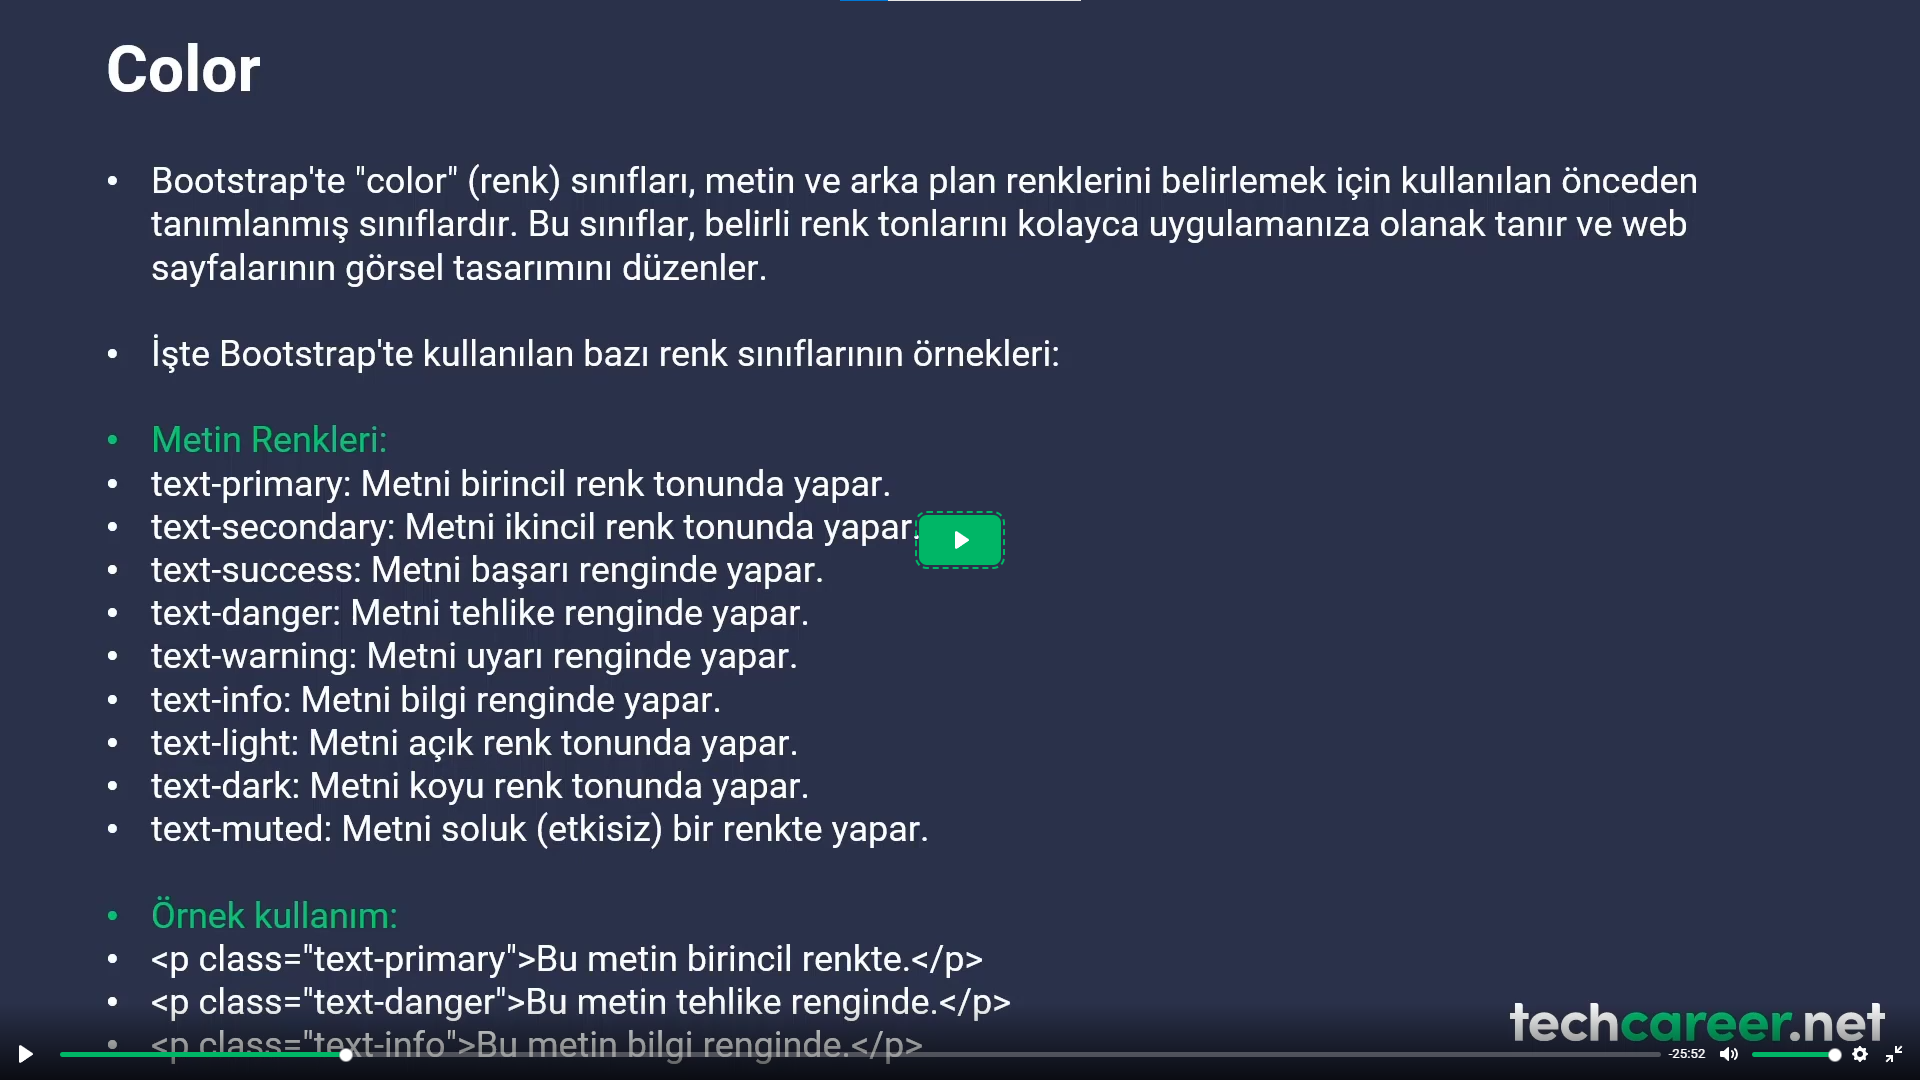 Color
• Bootstrap'te "color" (renk) sınıfları, metin ve arka plan renklerini belirlemek için kullanılan önceden
tanımlanmış sınıflardır. Bu sınıflar, belirli renk tonlarını kolayca uygulamanıza olanak tanır ve web
sayfalarının görsel tasarımını düzenler.
• İşte Bootstrap'te kullanılan bazı renk sınıflarının örnekleri:
• Metin Renkleri:
• text-primary: Metni birincil renk tonunda yapar.
• text-secondary: Metni ikincil renk tonunda yapar.
• text-success: Metni başarı renginde yapar.
• text-danger: Metni tehlike renginde yapar.
• text-warning: Metni uyarı renginde yapar.
• text-info: Metni bilgi renginde yapar.
• text-light: Metni açık renk tonunda yapar.
• text-dark: Metni koyu renk tonunda yapar.
• text-muted: Metni soluk (etkisiz) bir renkte yapar.
• Örnek kullanım:
• <p class="text-primary">Bu metin birincil renkte.</p>
• <p class="text-danger">Bu metin tehlike renginde.</p>
• <p class="text-info">Bu metin bilgi renginde.</p>
techcareer.net
-25:52